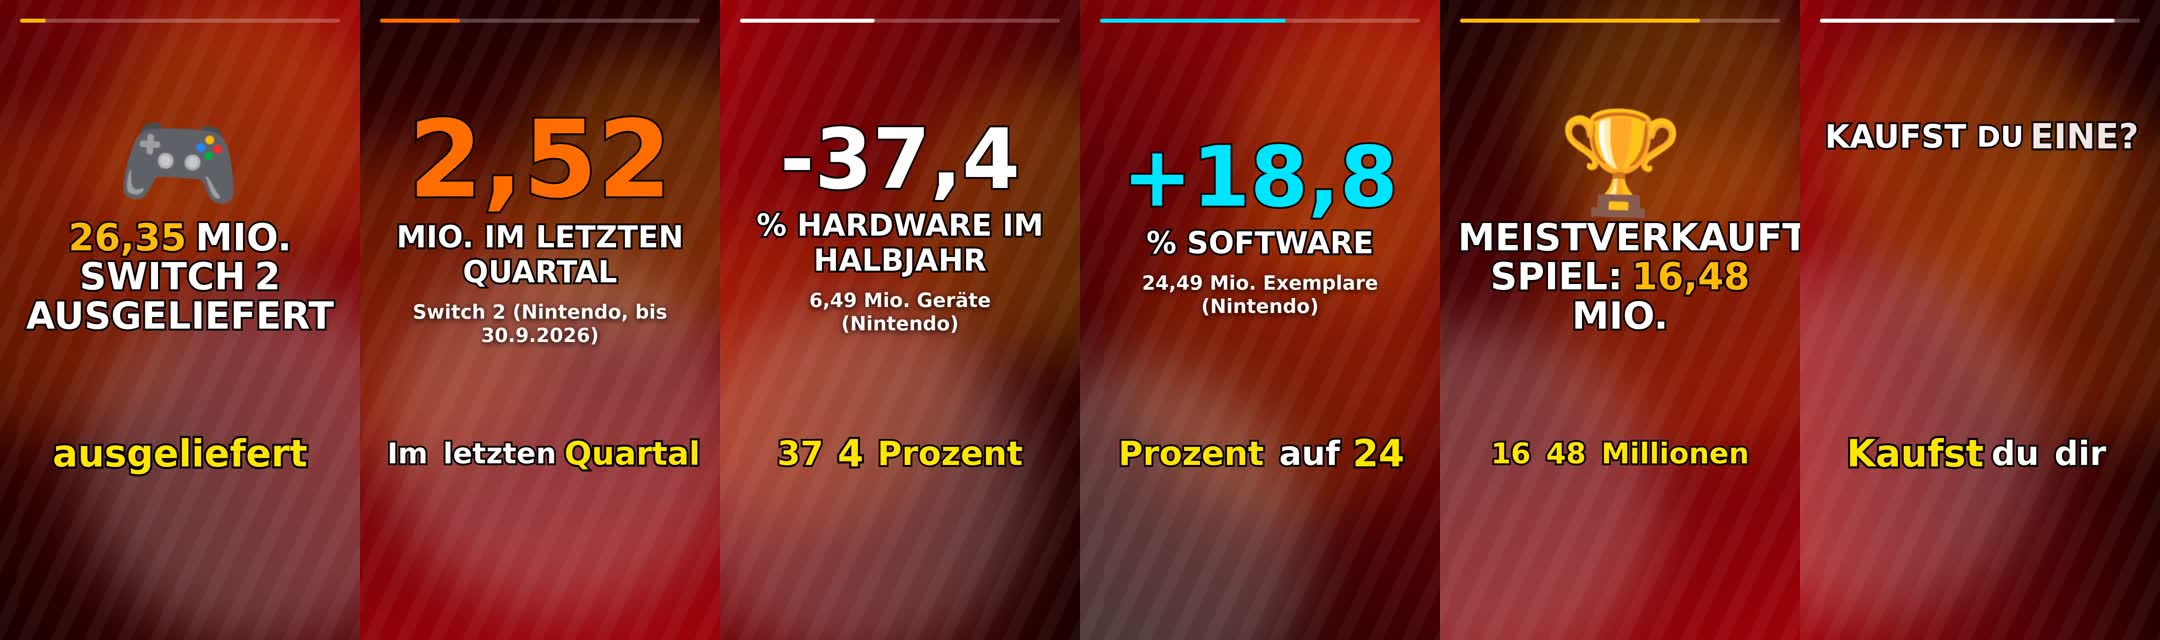 26,35 MIO.
SWITCH 2
AUSGELIEFERT
ausgeliefert
2,52
MIO. IM LETZTEN
QUARTAL
Switch 2 (Nintendo, bis
30.9.2026)
Im letzten Quartal
-37,4
% HARDWARE IM
HALBJAHR
6,49 Mio. Geräte
(Nintendo)
37 4 Prozent
+18,8
% SOFTWARE
24,49 Mio. Exemplare
(Nintendo)
Prozent auf 24
MEISTVERKAUFT
SPIEL: 16,48
MIO.
16 48 Millionen
KAUFST DU EINE?
Kaufst du dir